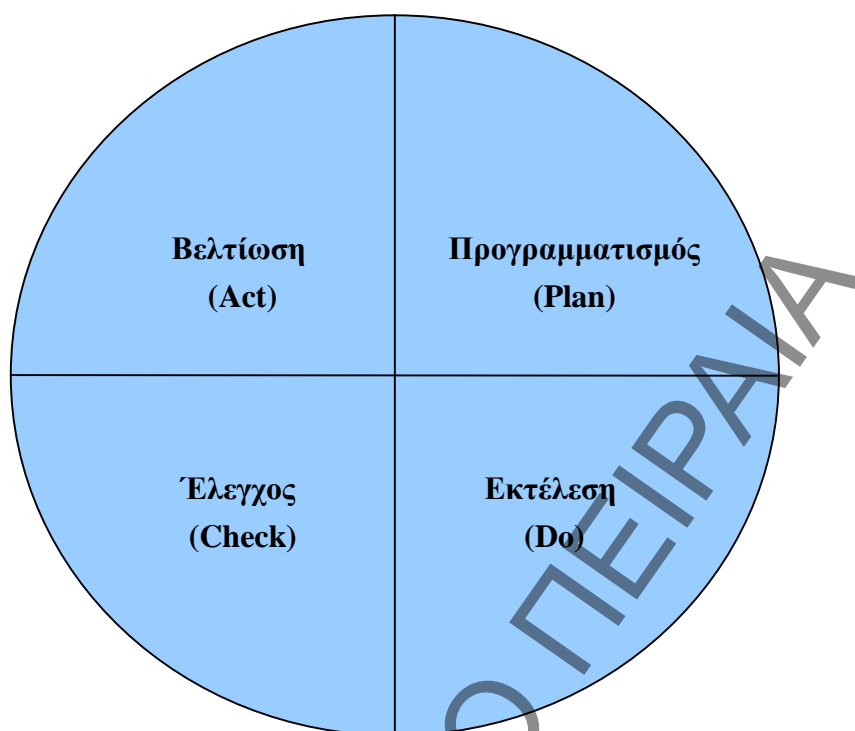 Βελτίωση
(Act)
Προγραμματισμός
(Plan)
Έλεγχος
(Check)
Εκτέλεση
(Do)
Ο ΠΕΙΡΑΙΑ